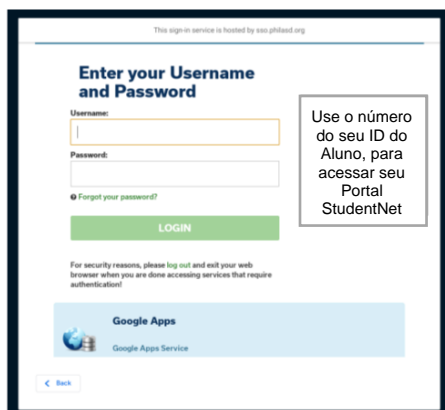 This sign-in service is hosted by sso.philasd.org
Enter your Username
and Password
Username:
Password:
Forgot your password?
LOGIN
For security reasons, please log out and exit your web
browser when you are done accessing services that require
authentication!
Google Apps
Google Apps Service
Back
Use o número
do seu ID do
Aluno, para
acessar seu
Portal
StudentNet